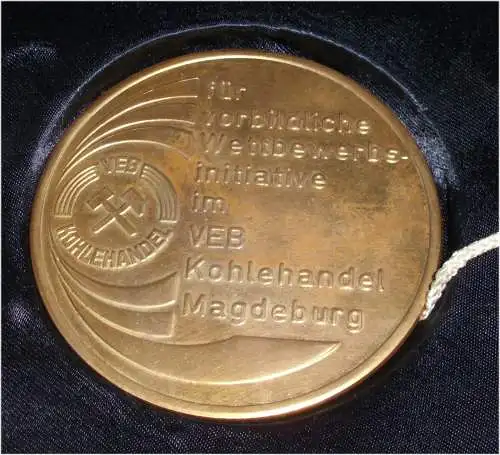 für
vorbildliche
Wettbewerbs-
initiative
im
VEB
Kohlehandel
Magdeburg
VEB
KOHLEHANDEL